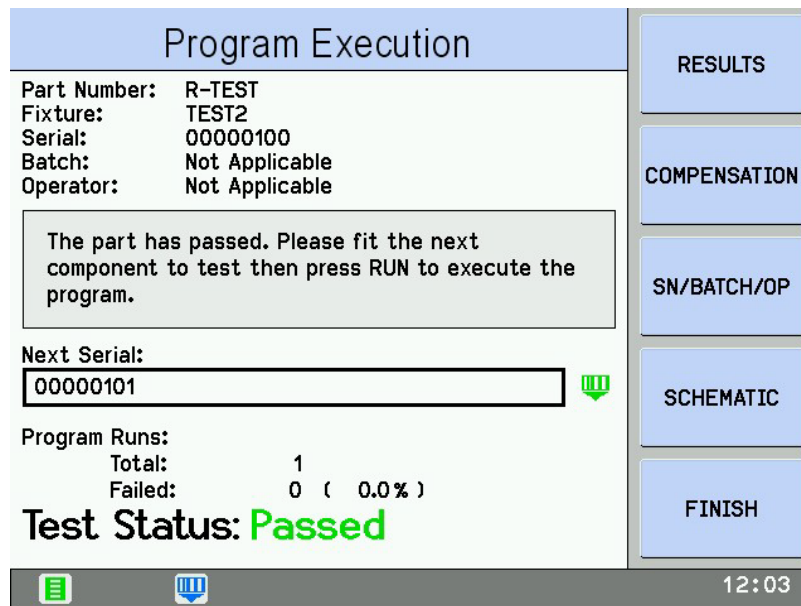 Program Execution
Part Number: R-TEST
Fixture: TEST2
Serial: 00000100
Batch: Not Applicable
Operator: Not Applicable
The part has passed. Please fit the next
component to test then press RUN to execute the
program.
Next Serial:
00000101
Program Runs:
Total: 1
Failed: 0 ( 0.0% )
Test Status: Passed
RESULTS
COMPENSATION
SN/BATCH/OP
SCHEMATIC
FINISH
12:03